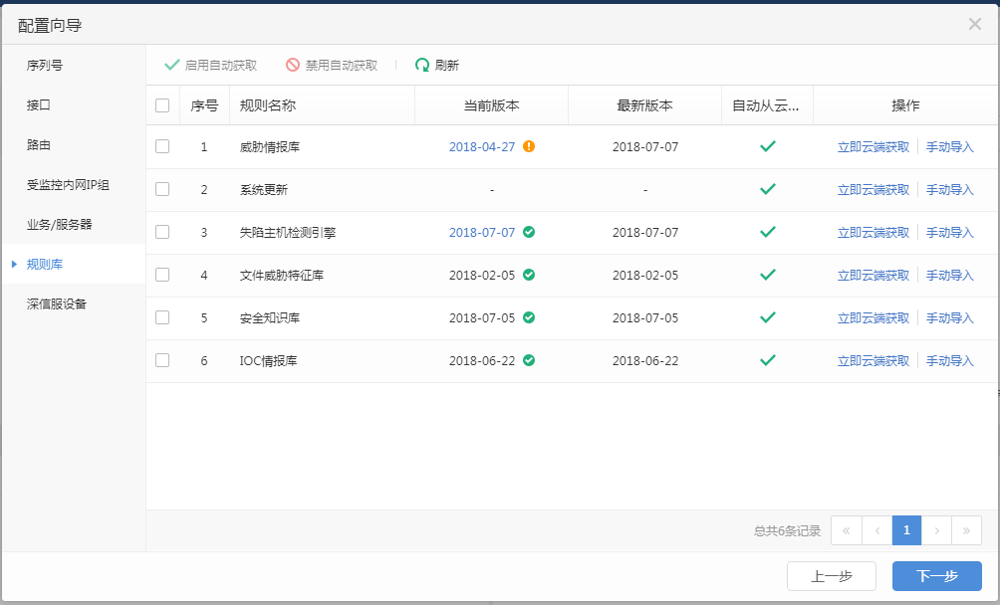 配置向导
序列号
接口
路由
受监控内网IP组
业务/服务器
规则库
深信服设备
启用自动获取 禁用自动获取 刷新
序号 规则名称 当前版本 最新版本 自动从云... 操作
1 威胁情报库 2018-04-27 2018-07-07 立即云端获取 手动导入
2 系统更新 - - 立即云端获取 手动导入
3 失陷主机检测引擎 2018-07-07 2018-07-07 立即云端获取 手动导入
4 文件威胁特征库 2018-02-05 2018-02-05 立即云端获取 手动导入
5 安全知识库 2018-07-05 2018-07-05 立即云端获取 手动导入
6 IOC情报库 2018-06-22 2018-06-22 立即云端获取 手动导入
总共6条记录 « ‹ 1 › »
上一步 下一步